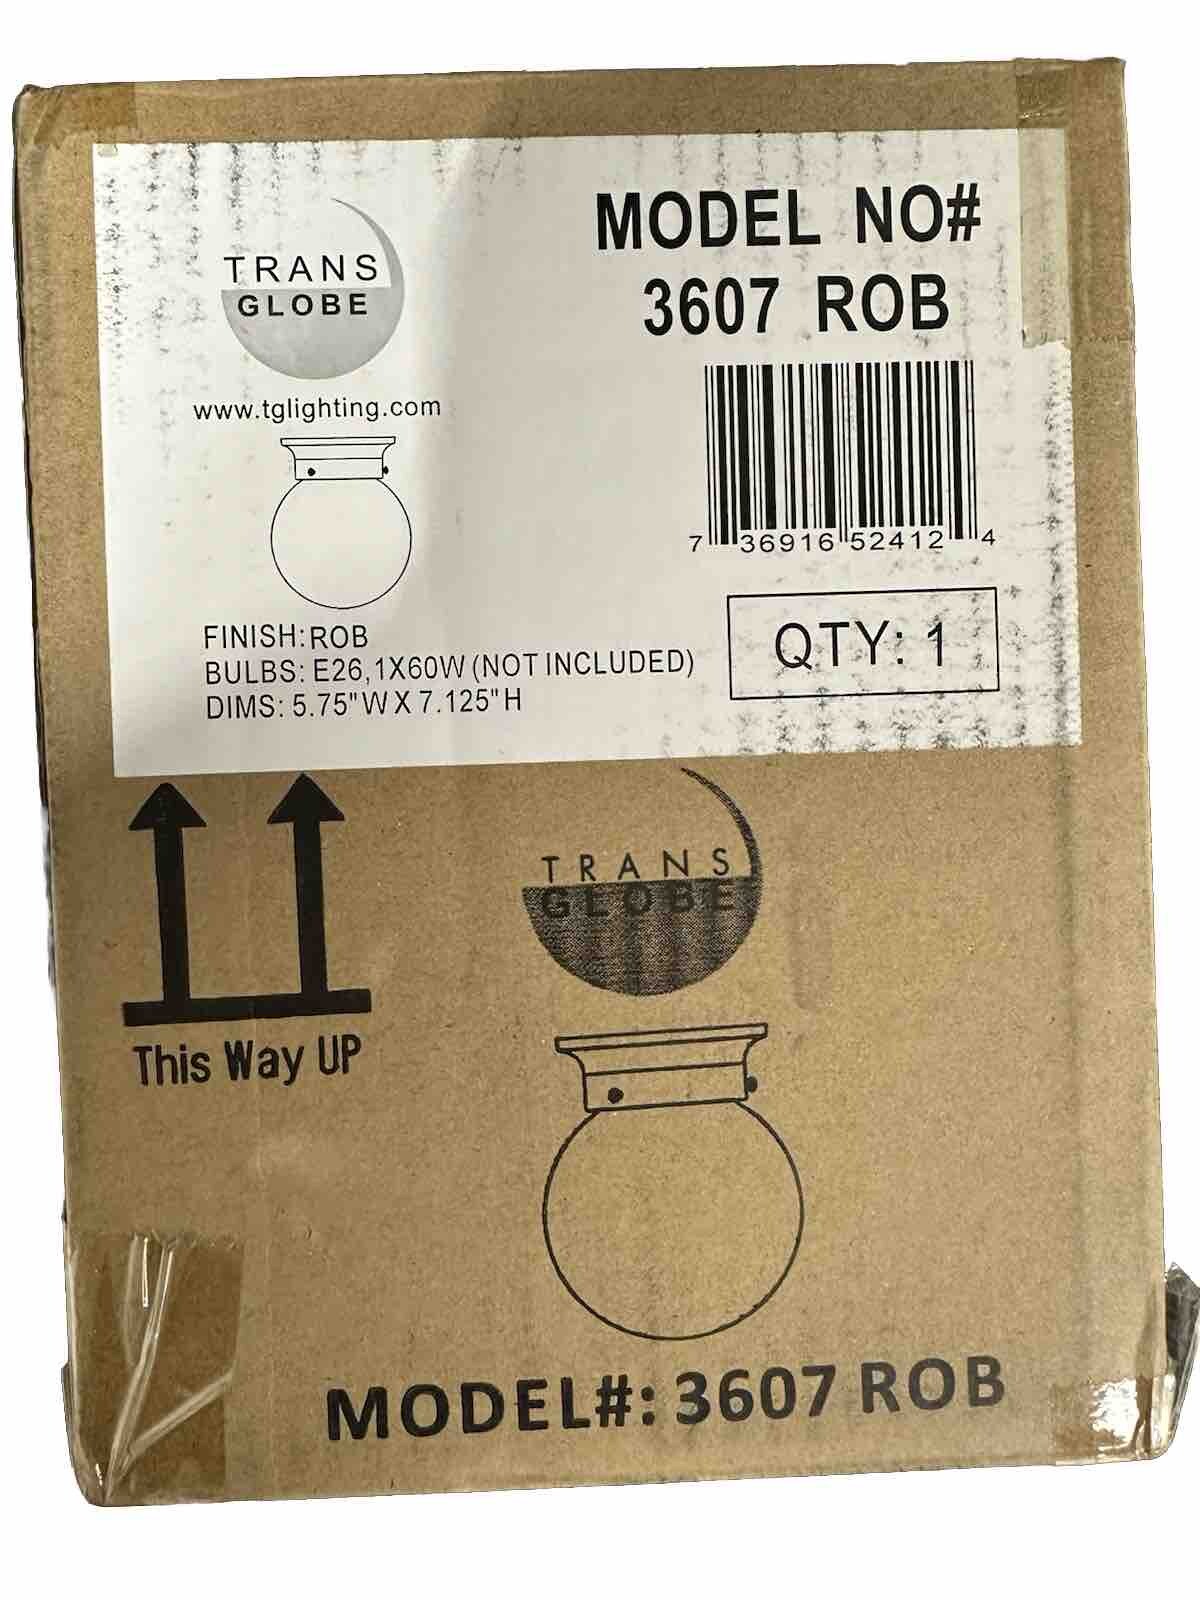 TRANS
GLOBE
www.tglighting.com
MODEL NO#
3607 ROB
7 36916 52412 4
FINISH:ROB
BULBS: E26,1X60W (NOT INCLUDED)
DIMS: 5.75"W X 7.125"H
QTY: 1
This Way UP
TRANS
GLOBE
MODEL#: 3607 ROB